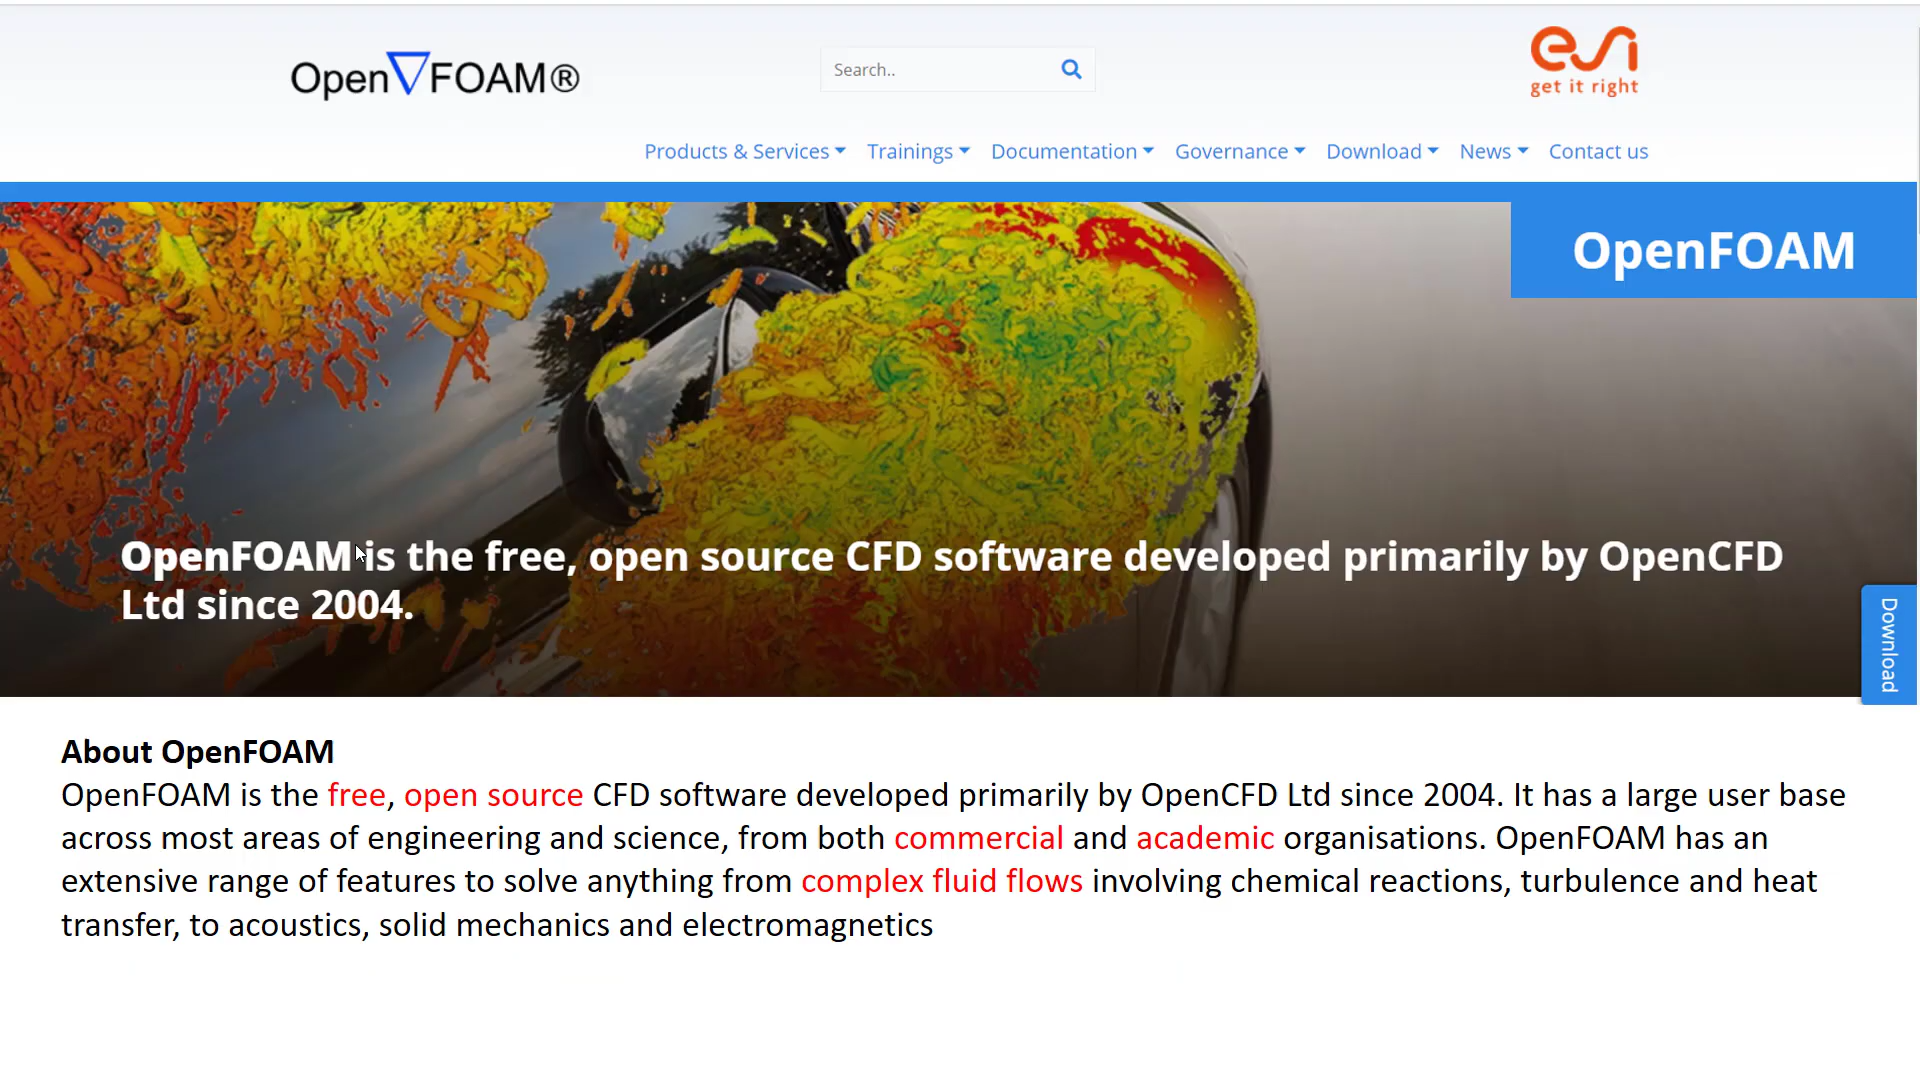 Open▽FOAM®
Search..
esi
get it right
Products & Services Trainings Documentation Governance Download News Contact us
OpenFOAM
OpenFOAM is the free, open source CFD software developed primarily by OpenCFD
Ltd since 2004.
Download
About OpenFOAM
OpenFOAM is the free, open source CFD software developed primarily by OpenCFD Ltd since 2004. It has a large user base
across most areas of engineering and science, from both commercial and academic organisations. OpenFOAM has an
extensive range of features to solve anything from complex fluid flows involving chemical reactions, turbulence and heat
transfer, to acoustics, solid mechanics and electromagnetics